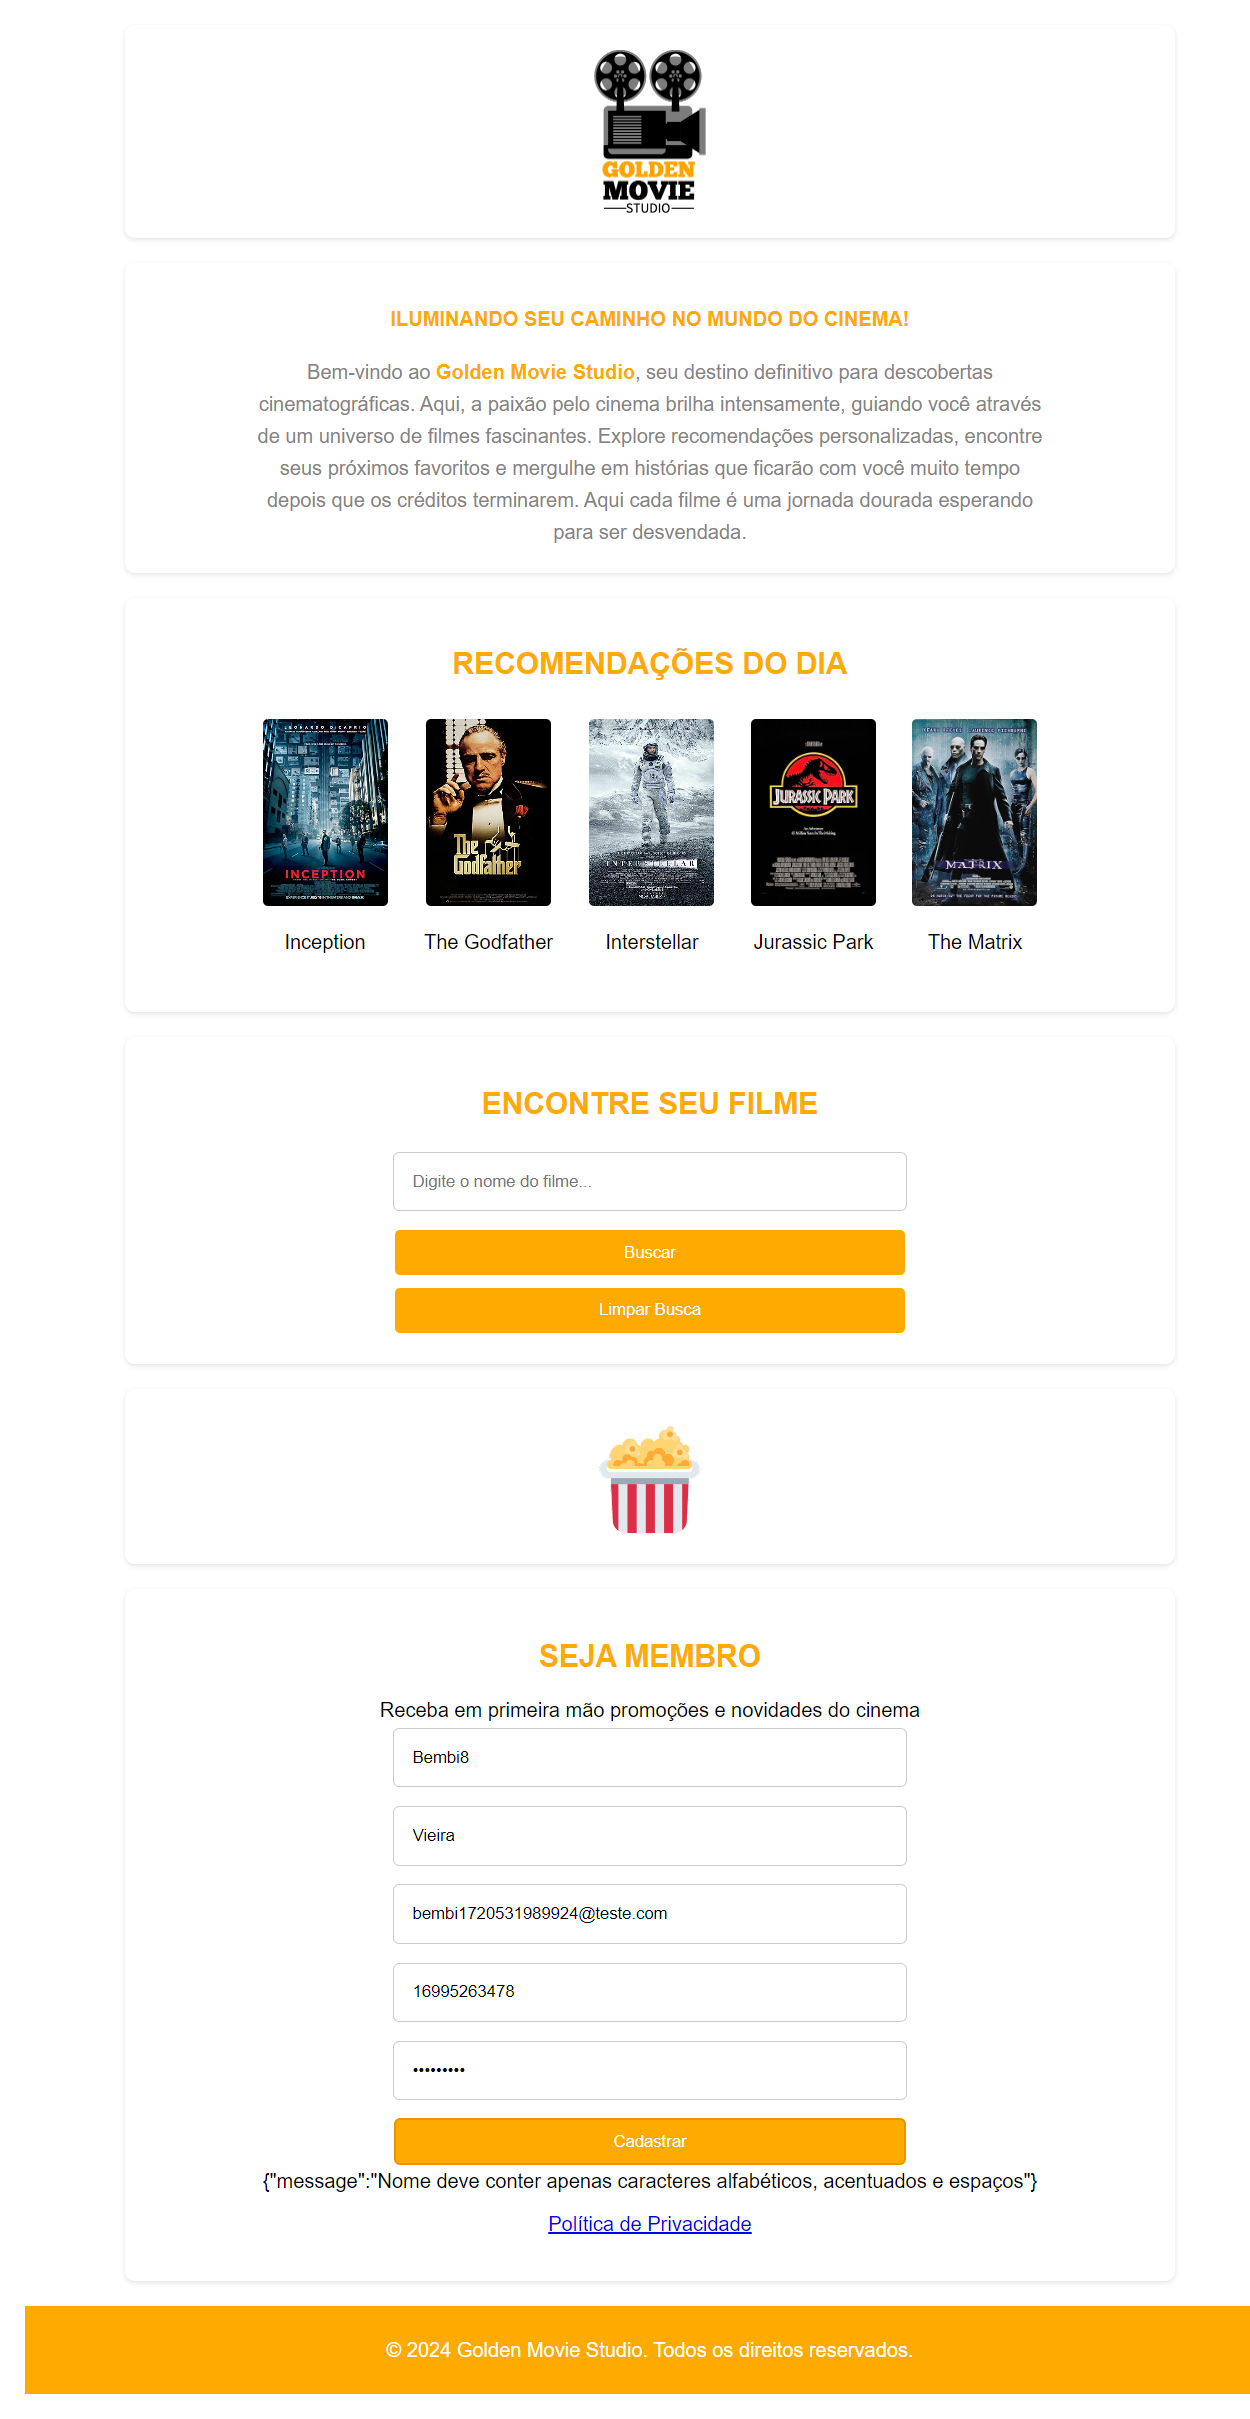 GOLDEN
MOVIE
STUDIO
ILUMINANDO SEU CAMINHO NO MUNDO DO CINEMA!
Bem-vindo ao Golden Movie Studio, seu destino definitivo para descobertas
cinematográficas. Aqui, a paixão pelo cinema brilha intensamente, guiando você através
de um universo de filmes fascinantes. Explore recomendações personalizadas, encontre
seus próximos favoritos e mergulhe em histórias que ficarão com você muito tempo
depois que os créditos terminarem. Aqui cada filme é uma jornada dourada esperando
para ser desvendada.
RECOMENDAÇÕES DO DIA
LEONARDO DICAPRIO
INCEPTION
The
Godfather
INTERSTELLAR
JURASSIC PARK
MATRIX
Inception
The Godfather
Interstellar
Jurassic Park
The Matrix
ENCONTRE SEU FILME
Digite o nome do filme...
Buscar
Limpar Busca
SEJA MEMBRO
Receba em primeira mão promoções e novidades do cinema
Bembi8
Vieira
bembi1720531989924@teste.com
16995263478
•••••••••
Cadastrar
{"message":"Nome deve conter apenas caracteres alfabéticos, acentuados e espaços"}
Política de Privacidade
© 2024 Golden Movie Studio. Todos os direitos reservados.